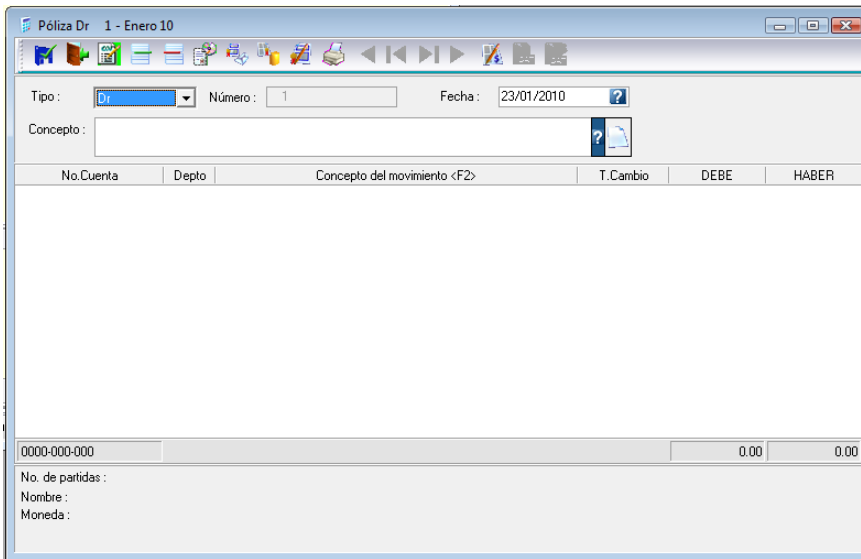 Póliza Dr 1 - Enero 10
Tipo : Dr Número : 1 Fecha : 23/01/2010 ?
Concepto : ?
No.Cuenta Depto Concepto del movimiento <F2> T.Cambio DEBE HABER
0000-000-000 0.00 0.00
No. de partidas :
Nombre :
Moneda :